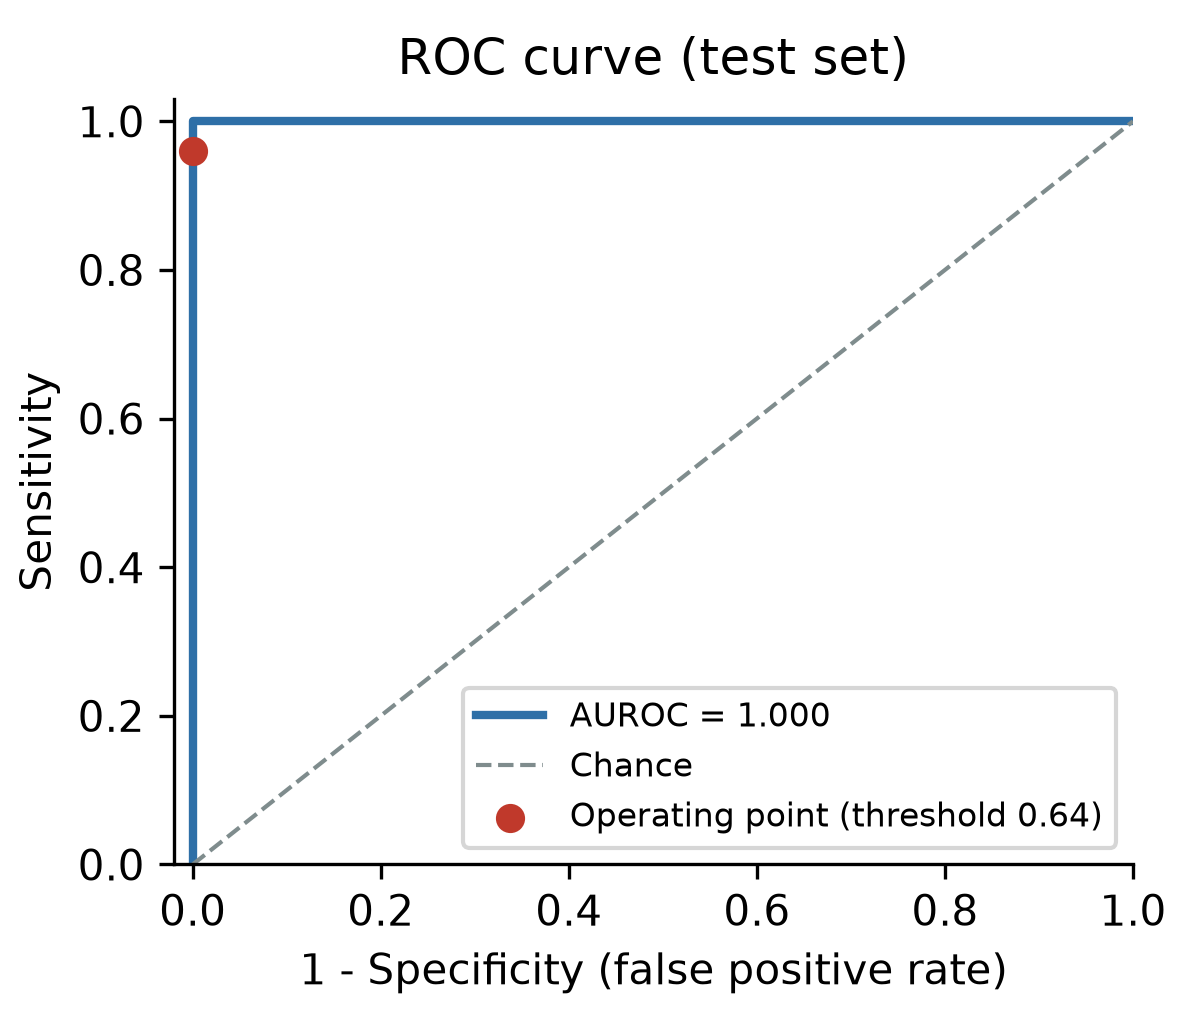 ROC curve (test set)
1.0
0.8
0.6
0.4
0.2
0.0
Sensitivity
AUROC = 1.000
Chance
Operating point (threshold 0.64)
0.0 0.2 0.4 0.6 0.8 1.0
1 - Specificity (false positive rate)